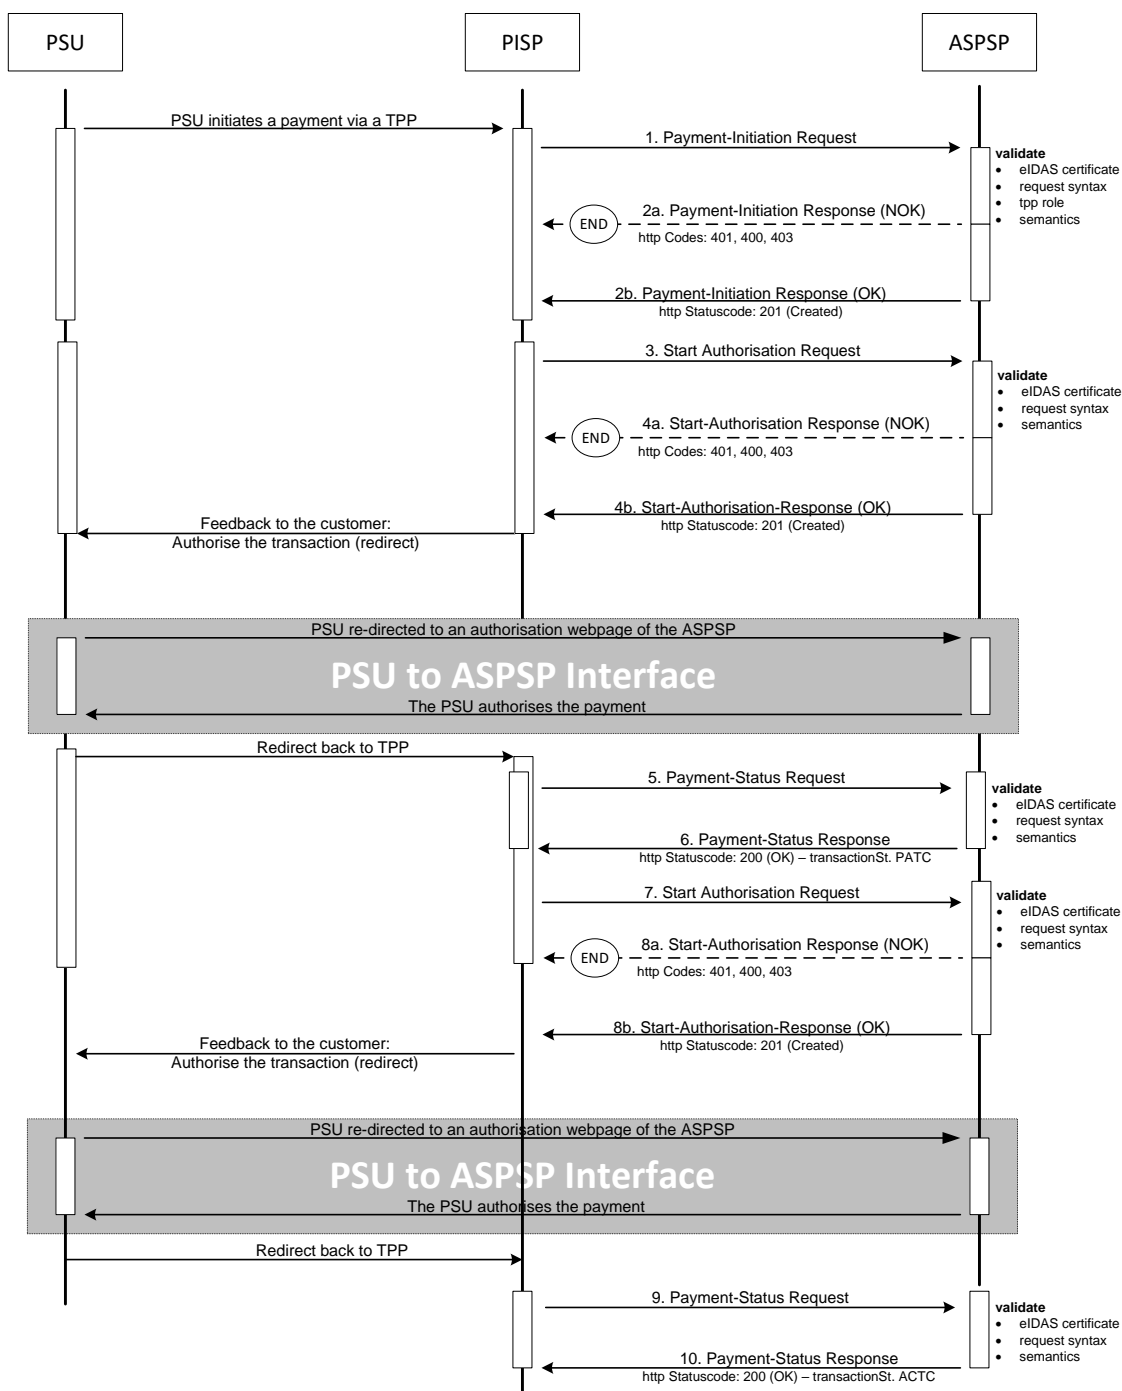 PSU
PISP
ASPSP
PSU initiates a payment via a TPP
1. Payment-Initiation Request
validate
• eIDAS certificate
• request syntax
• tpp role
• semantics
2a. Payment-Initiation Response (NOK)
END
http Codes: 401, 400, 403
2b. Payment-Initiation Response (OK)
http Statuscode: 201 (Created)
3. Start Authorisation Request
validate
• eIDAS certificate
• request syntax
• semantics
4a. Start-Authorisation Response (NOK)
END
http Codes: 401, 400, 403
4b. Start-Authorisation-Response (OK)
http Statuscode: 201 (Created)
Feedback to the customer:
Authorise the transaction (redirect)
PSU re-directed to an authorisation webpage of the ASPSP
PSU to ASPSP Interface
The PSU authorises the payment
Redirect back to TPP
5. Payment-Status Request
validate
• eIDAS certificate
• request syntax
• semantics
6. Payment-Status Response
http Statuscode: 200 (OK) – transactionSt. PATC
7. Start Authorisation Request
validate
• eIDAS certificate
• request syntax
• semantics
8a. Start-Authorisation Response (NOK)
END
http Codes: 401, 400, 403
8b. Start-Authorisation-Response (OK)
http Statuscode: 201 (Created)
Feedback to the customer:
Authorise the transaction (redirect)
PSU re-directed to an authorisation webpage of the ASPSP
PSU to ASPSP Interface
The PSU authorises the payment
Redirect back to TPP
9. Payment-Status Request
validate
• eIDAS certificate
• request syntax
• semantics
10. Payment-Status Response
http Statuscode: 200 (OK) – transactionSt. ACTC